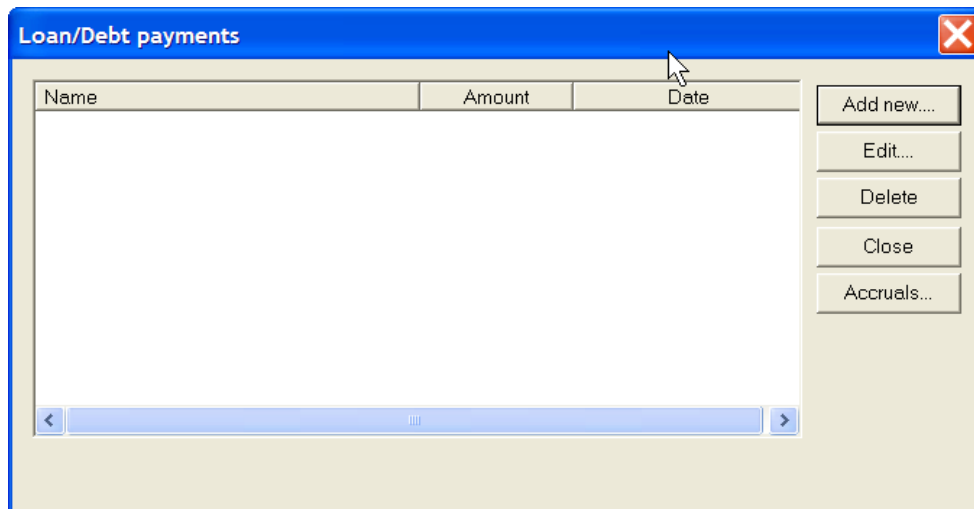 Loan/Debt payments
Name Amount Date
Add new....
Edit....
Delete
Close
Accruals...